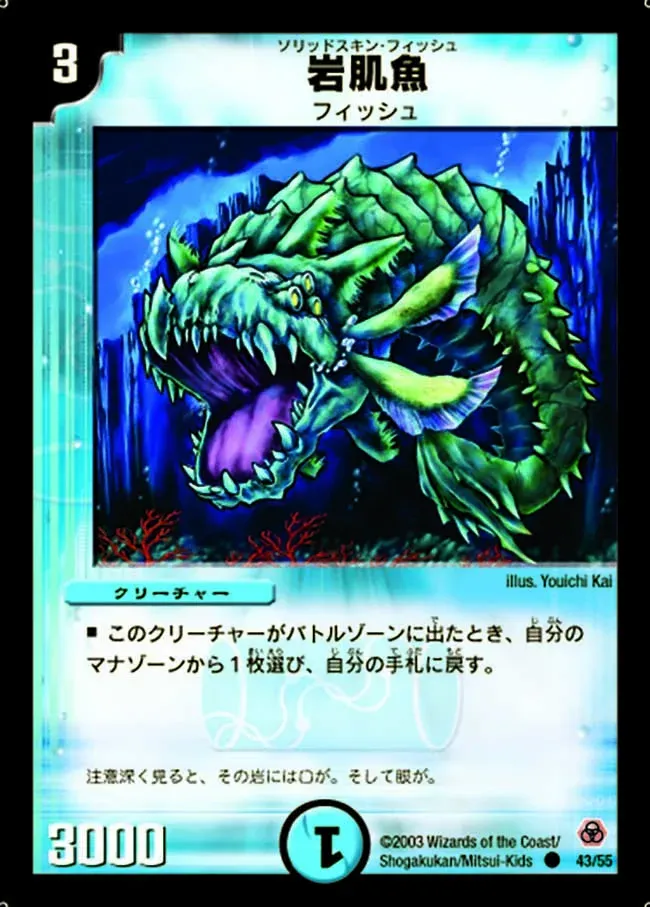 3
ソリッドスキン・フィッシュ
岩肌魚
フィッシュ
illus. Youichi Kai
クリーチャー
■ このクリーチャーがバトルゾーンに出たとき、自分の
マナゾーンから1枚選び、自分の手札に戻す。
注意深く見ると、その岩には口が。そして眼が。
3000
1
©2003 Wizards of the Coast/
Shogakukan/Mitsui-Kids ● 43/55